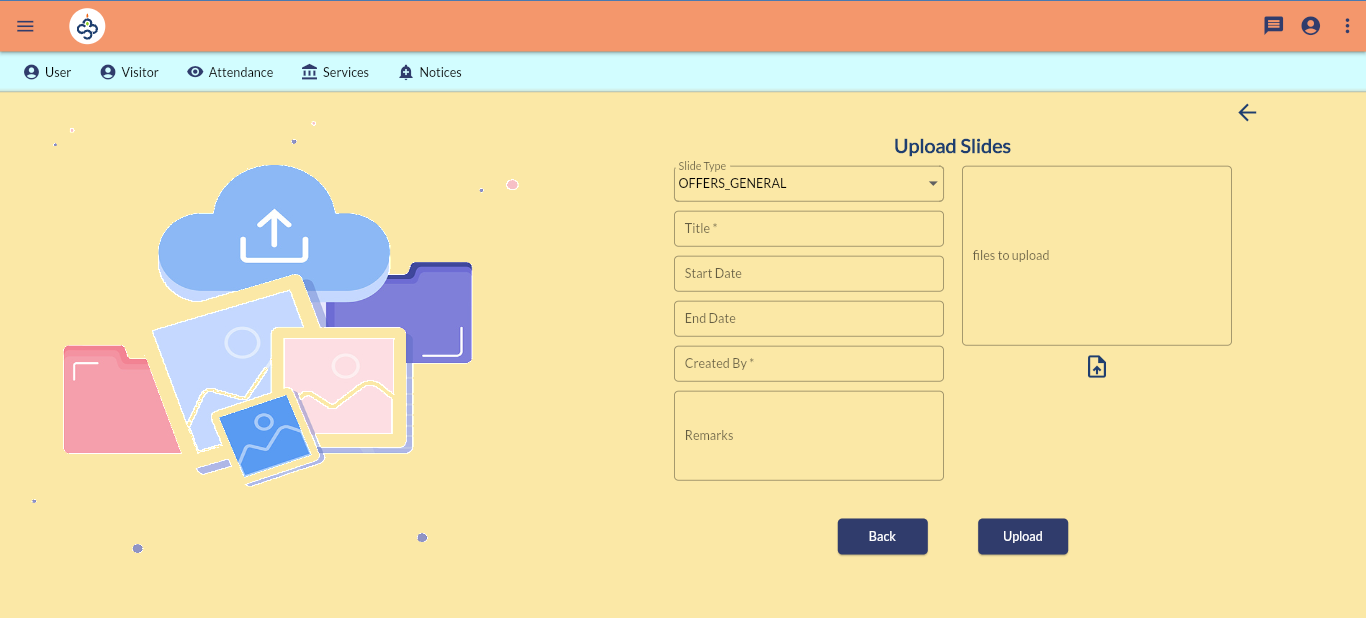 User Visitor Attendance Services Notices
Upload Slides
Slide Type
OFFERS_GENERAL
Title *
Start Date
End Date
Created By *
Remarks
files to upload
Back Upload